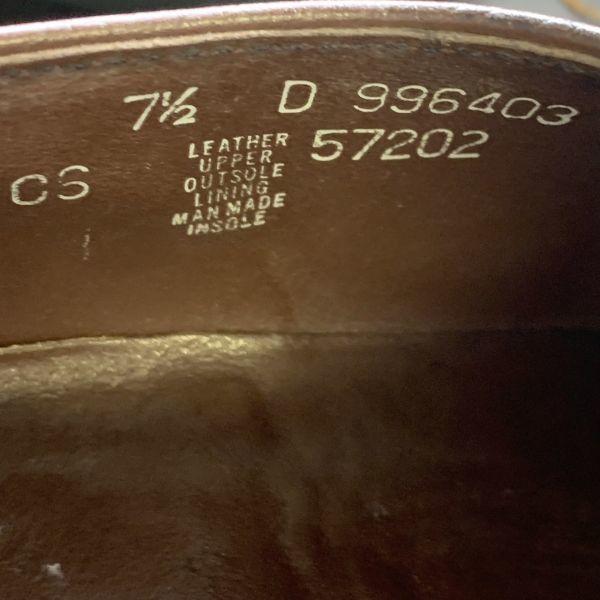 7½ D 996403
57202
CS
LEATHER
UPPER
OUTSOLE
LINING
MAN MADE
INSOLE